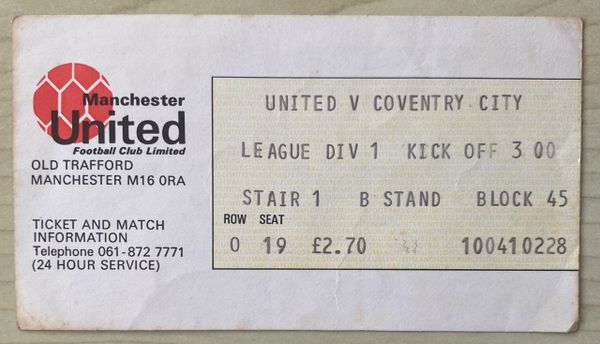 Manchester
United
Football Club Limited
OLD TRAFFORD
MANCHESTER M16 0RA
TICKET AND MATCH
INFORMATION
Telephone 061-872 7771
(24 HOUR SERVICE)
UNITED V COVENTRY CITY
LEAGUE DIV 1 KICK OFF 3 00
STAIR 1 B STAND BLOCK 45
ROW SEAT
O 19 £2.70 100410228